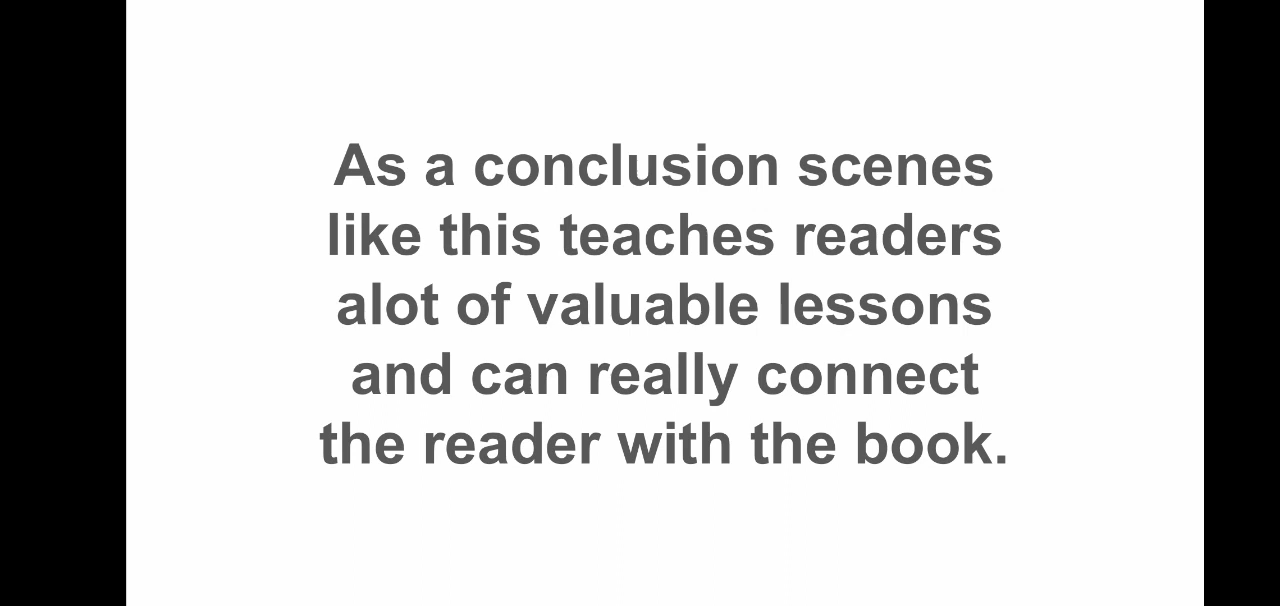 As a conclusion scenes
like this teaches readers
alot of valuable lessons
and can really connect
the reader with the book.